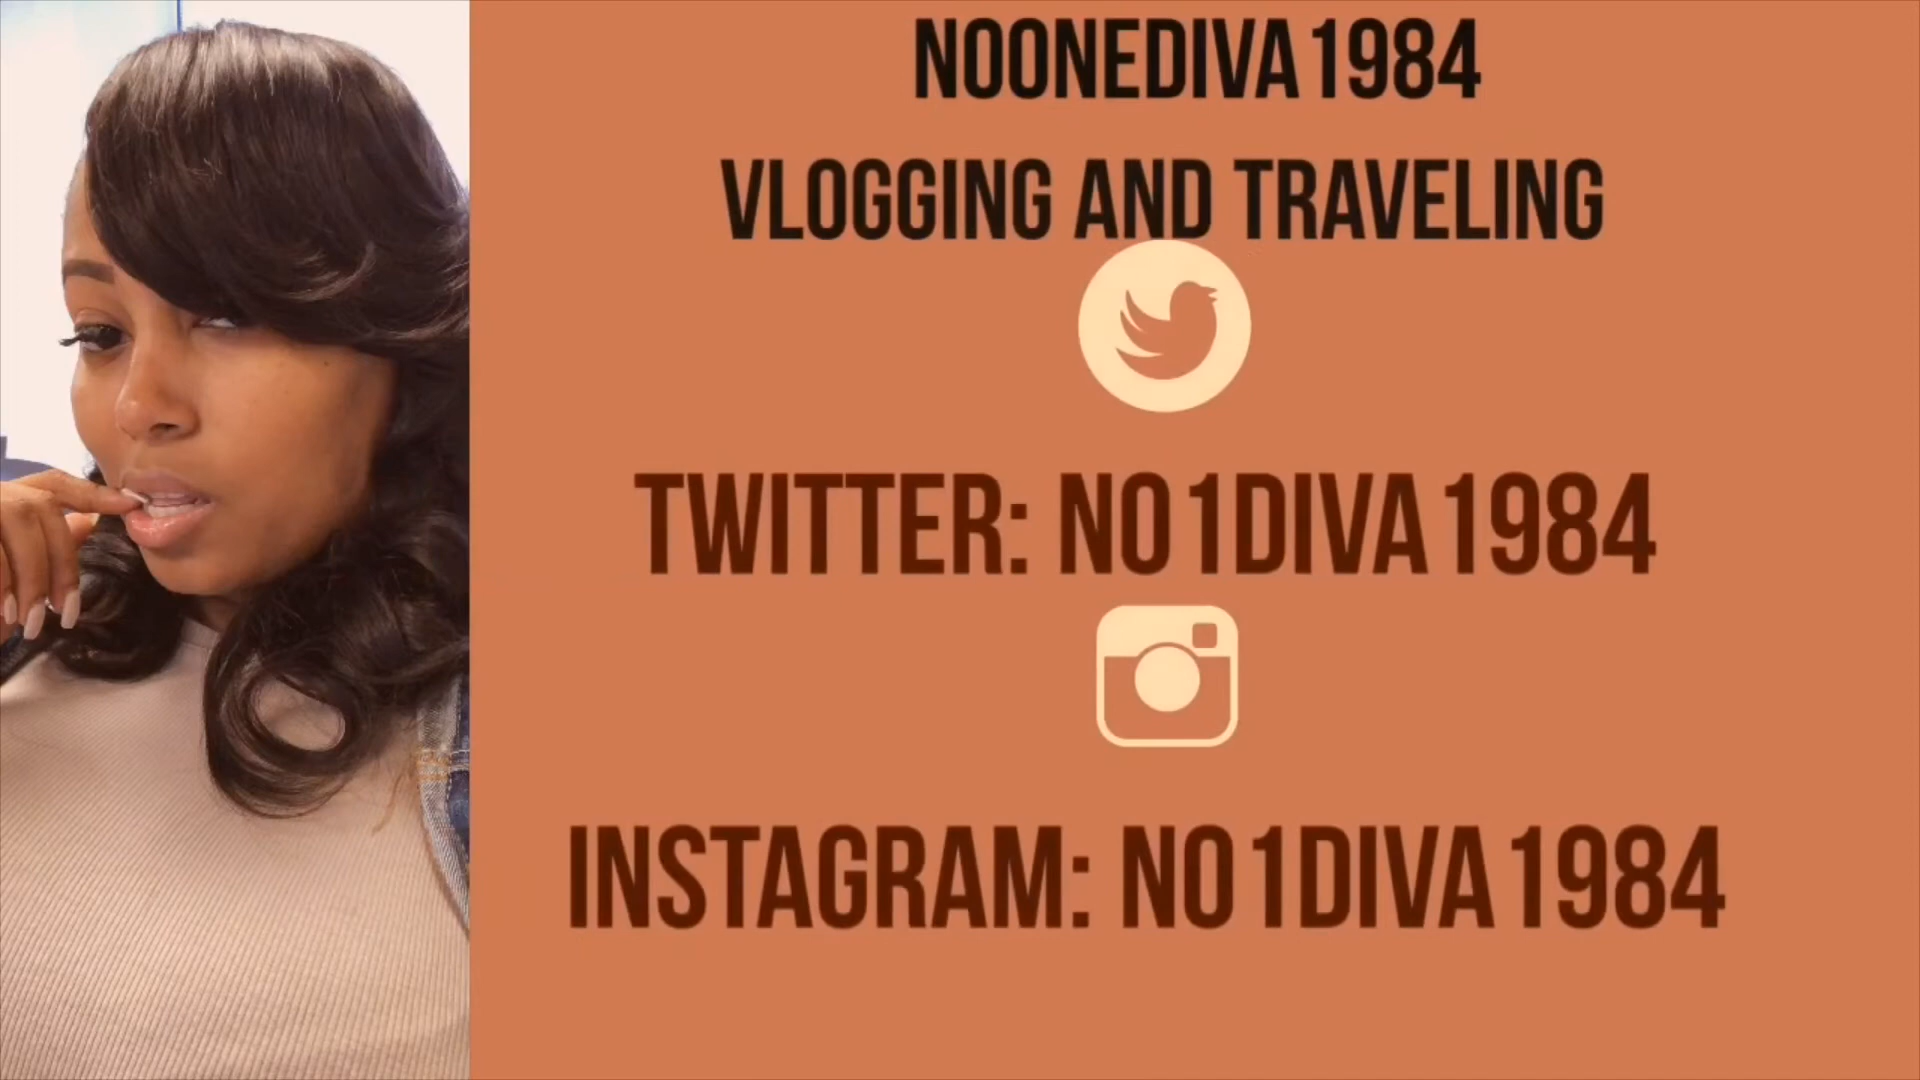 NOONEDIVA1984
VLOGGING AND TRAVELING
TWITTER: NO1DIVA1984
INSTAGRAM: NO1DIVA1984